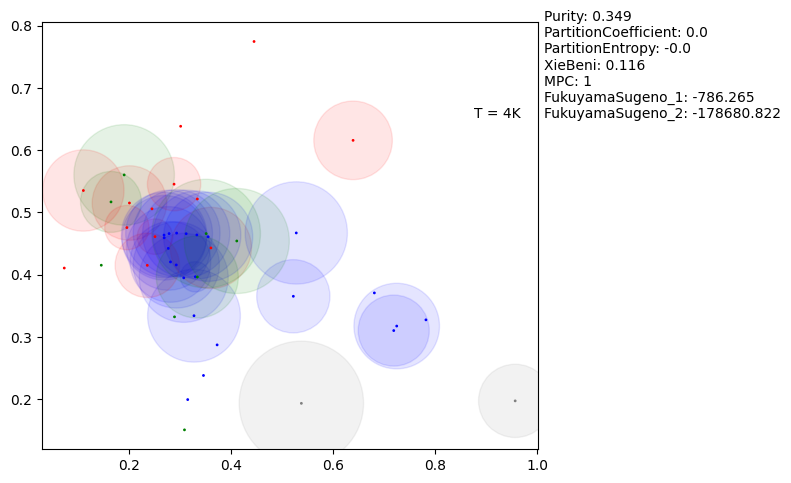 Purity: 0.349
PartitionCoefficient: 0.0
PartitionEntropy: -0.0
XieBeni: 0.116
MPC: 1
FukuyamaSugeno_1: -786.265
FukuyamaSugeno_2: -178680.822
T = 4K
0.8
0.7
0.6
0.5
0.4
0.3
0.2
0.2
0.4
0.6
0.8
1.0